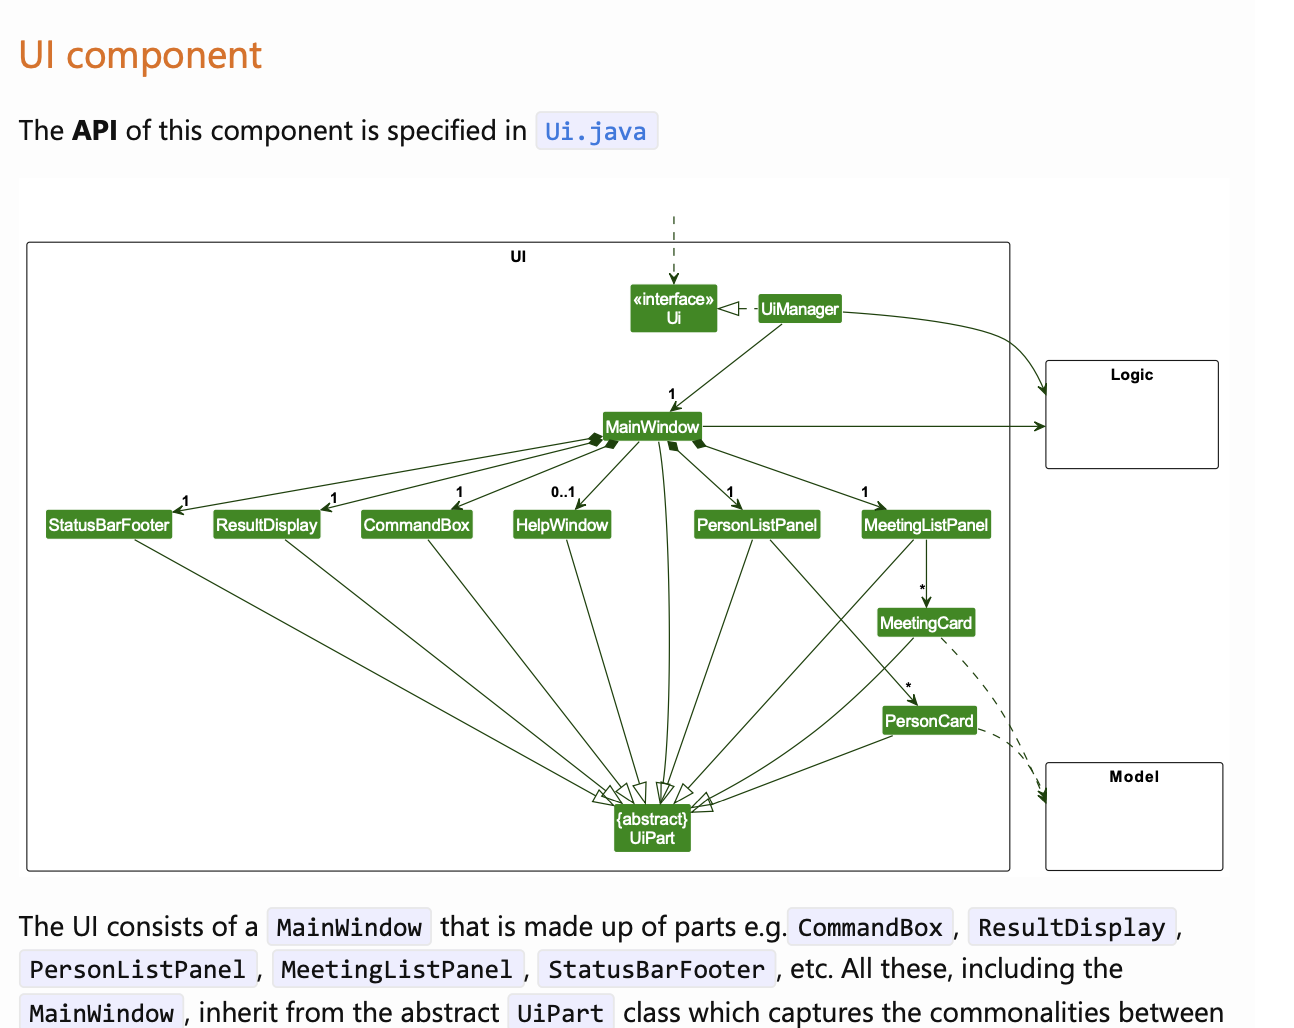 UI component
The API of this component is specified in Ui.java
UI
«interface»
Ui
UiManager
Logic
1
MainWindow
1
1
1
0..1
1
1
StatusBarFooter
ResultDisplay
CommandBox
HelpWindow
PersonListPanel
MeetingListPanel
*
MeetingCard
*
PersonCard
Model
{abstract}
UiPart
The UI consists of a MainWindow that is made up of parts e.g. CommandBox, ResultDisplay,
PersonListPanel, MeetingListPanel, StatusBarFooter, etc. All these, including the
MainWindow, inherit from the abstract UiPart class which captures the commonalities between